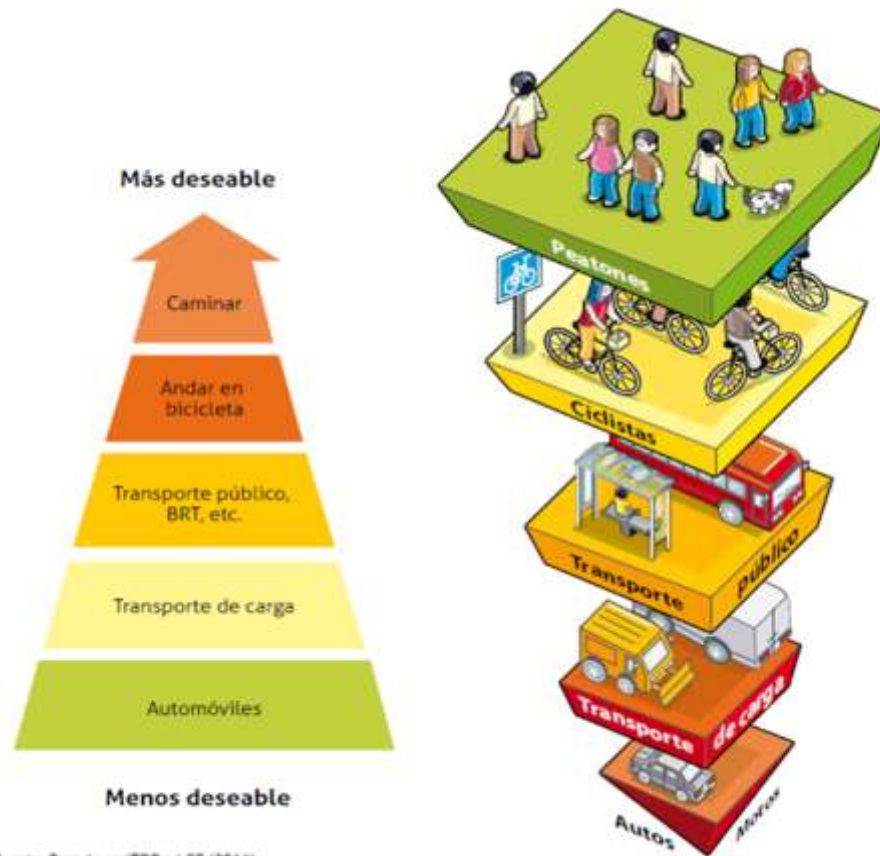 Más deseable
Caminar
Andar en
bicicleta
Transporte público,
BRT, etc.
Transporte de carga
Automóviles
Menos deseable
Peatones
Ciclistas
Transporte público
Transporte de carga
Autos Motos